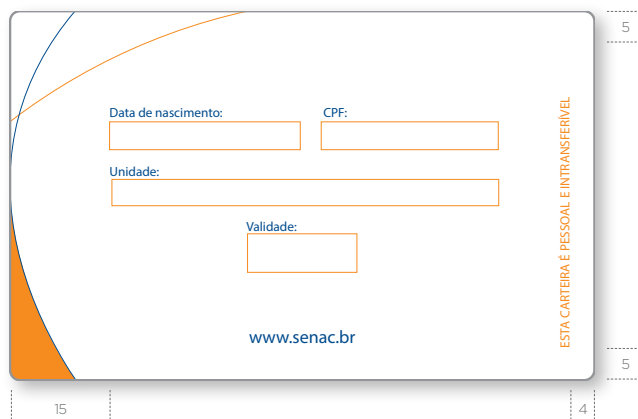 5
Data de nascimento:
CPF:
Unidade:
Validade:
www.senac.br
ESTA CARTEIRA É PESSOAL E INTRANSFERÍVEL
5
15
4